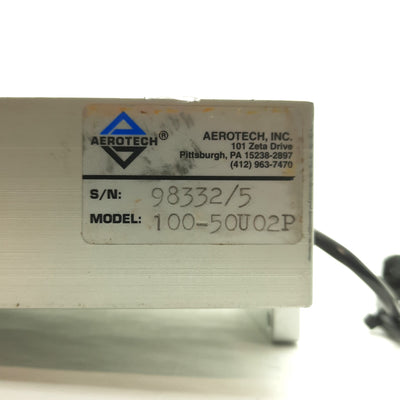 AEROTECH®
AEROTECH, INC.
101 Zeta Drive
Pittsburgh, PA 15238-2897
(412) 963-7470
S/N: 98332/5
MODEL: 100-50U02P